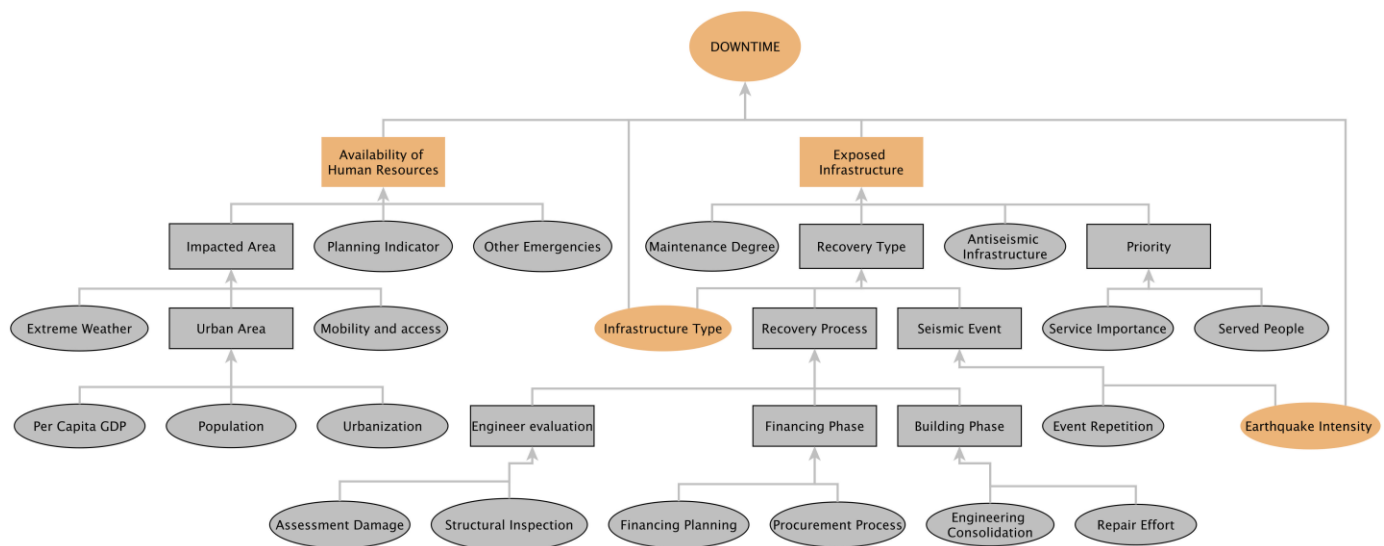 DOWNTIME
Availability of
Human Resources
Exposed
Infrastructure
Impacted Area
Planning Indicator
Other Emergencies
Maintenance Degree
Recovery Type
Antiseismic
Infrastructure
Priority
Extreme Weather
Urban Area
Mobility and access
Infrastructure Type
Recovery Process
Seismic Event
Service Importance
Served People
Per Capita GDP
Population
Urbanization
Engineer evaluation
Financing Phase
Building Phase
Event Repetition
Earthquake Intensity
Assessment Damage
Structural Inspection
Financing Planning
Procurement Process
Engineering
Consolidation
Repair Effort